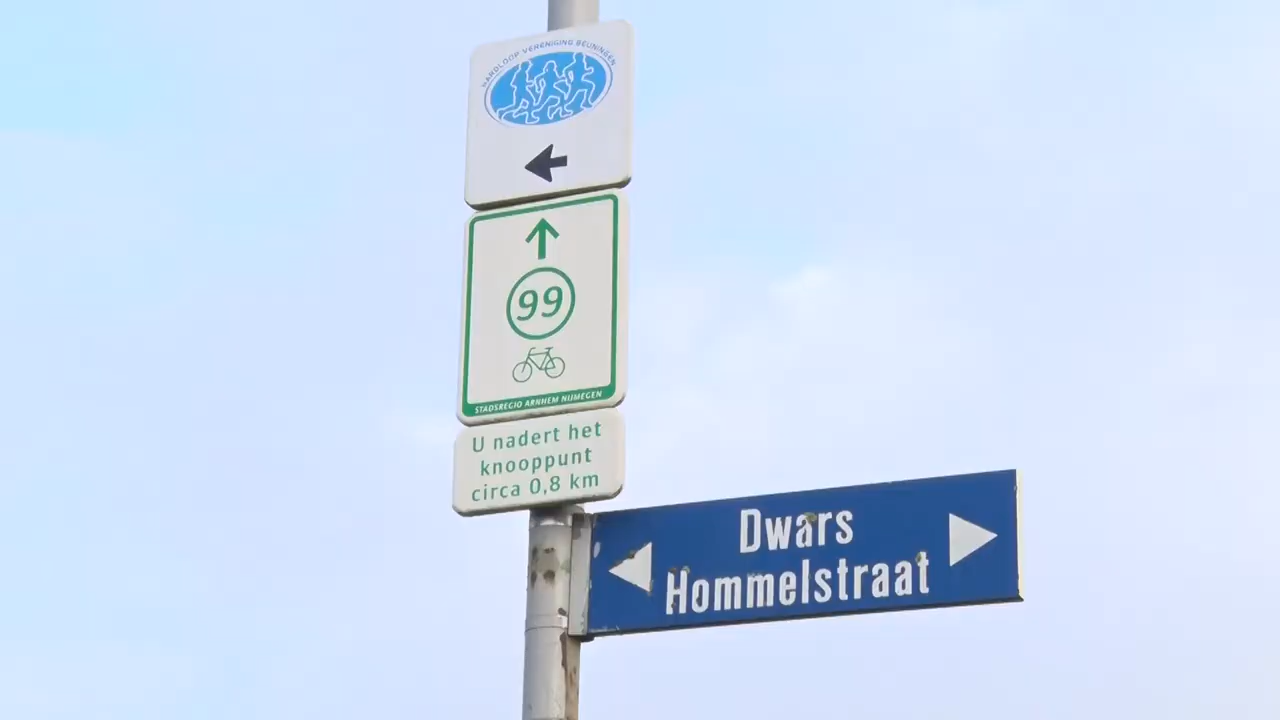 HARDLOOP VERENIGING BEUNINGEN
99
STADSREGIO ARNHEM NIJMEGEN
U nadert het
knooppunt
circa 0,8 km
Dwars
Hommelstraat